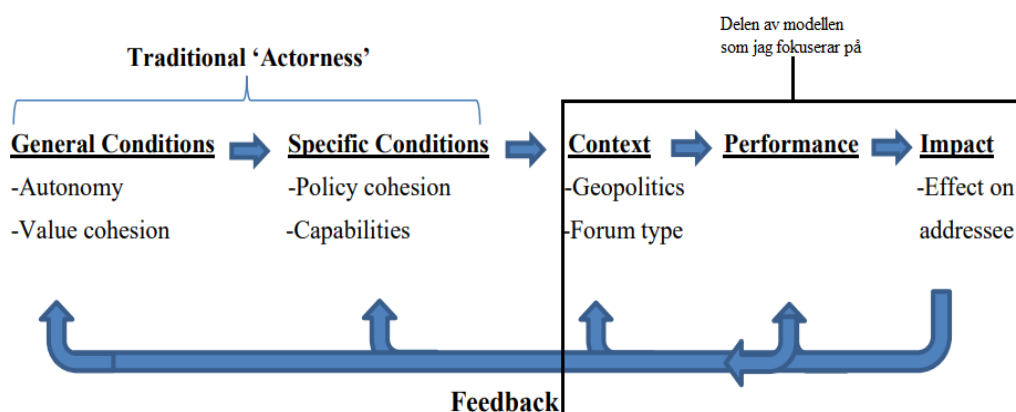 Delen av modellen
som jag fokuserar på
Traditional ‘Actorness’
General Conditions
-Autonomy
-Value cohesion
Specific Conditions
-Policy cohesion
-Capabilities
Context
-Geopolitics
-Forum type
Performance
Impact
-Effect on
addressee
Feedback